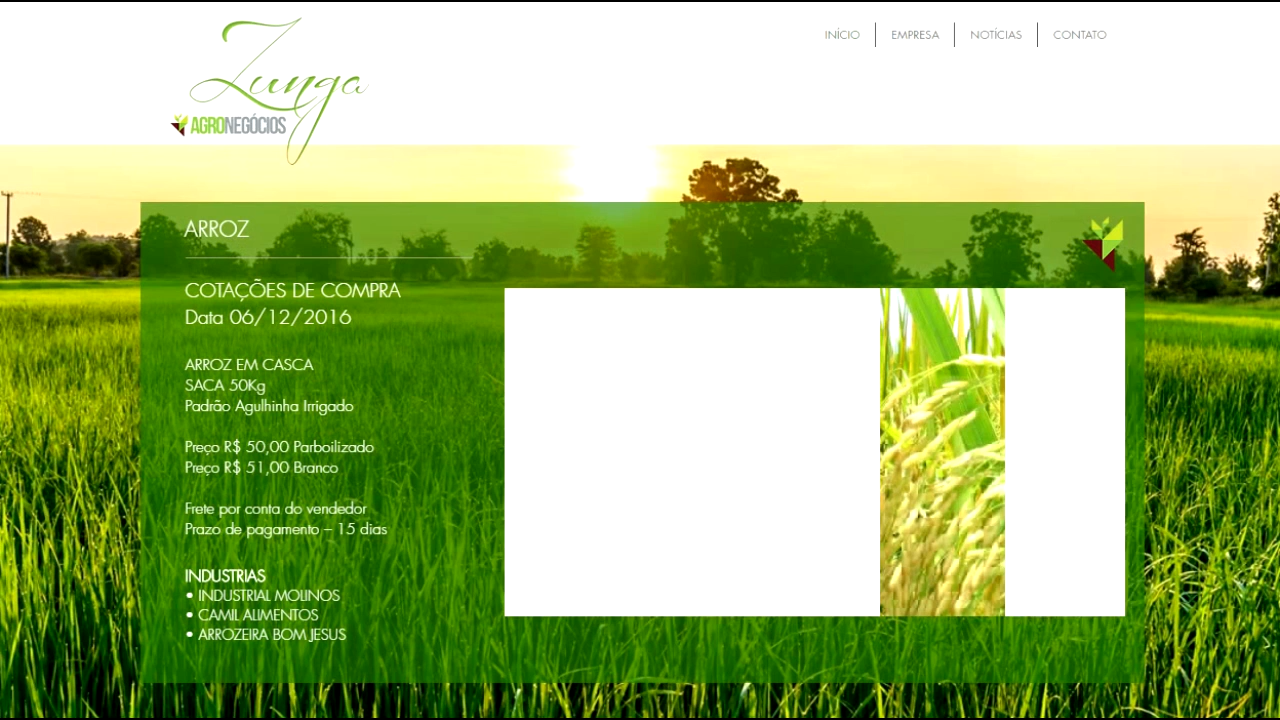 Zunga
AGRONEGÓCIOS
INÍCIO
EMPRESA
NOTÍCIAS
CONTATO
ARROZ
COTAÇÕES DE COMPRA
Data 06/12/2016
ARROZ EM CASCA
SACA 50Kg
Padrão Agulhinha Irrigado
Preço R$ 50,00 Parboilizado
Preço R$ 51,00 Branco
Frete por conta do vendedor
Prazo de pagamento – 15 dias
INDUSTRIAS
• INDUSTRIAL MOLINOS
• CAMIL ALIMENTOS
• ARROZEIRA BOM JESUS